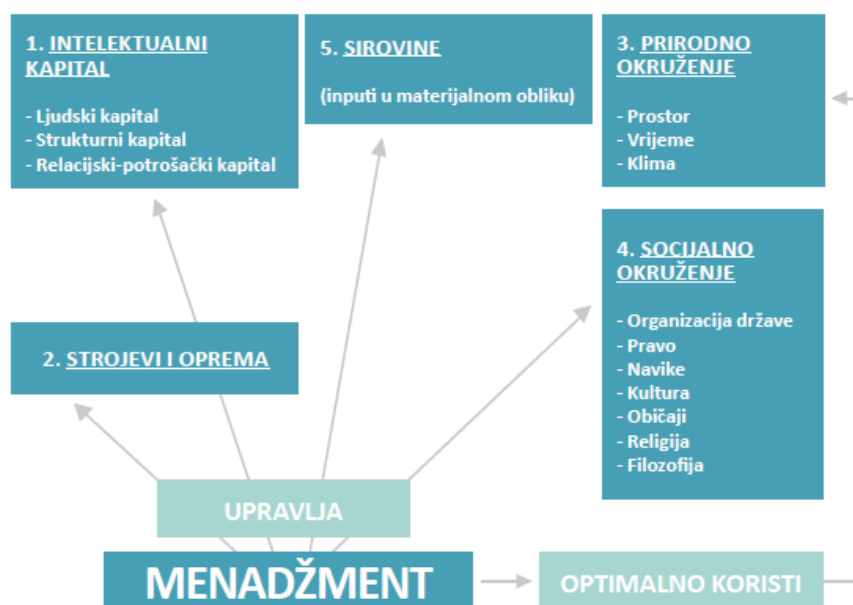 1. INTELEKTUALNI
KAPITAL
- Ljudski kapital
- Strukturni kapital
- Relacijski-potrošački kapital
5. SIROVINE
(inputi u materijalnom obliku)
3. PRIRODNO
OKRUŽENJE
- Prostor
- Vrijeme
- Klima
4. SOCIJALNO
OKRUŽENJE
- Organizacija države
- Pravo
- Navike
- Kultura
- Običaji
- Religija
- Filozofija
2. STROJEVI I OPREMA
UPRAVLJA
MENADŽMENT
OPTIMALNO KORISTI